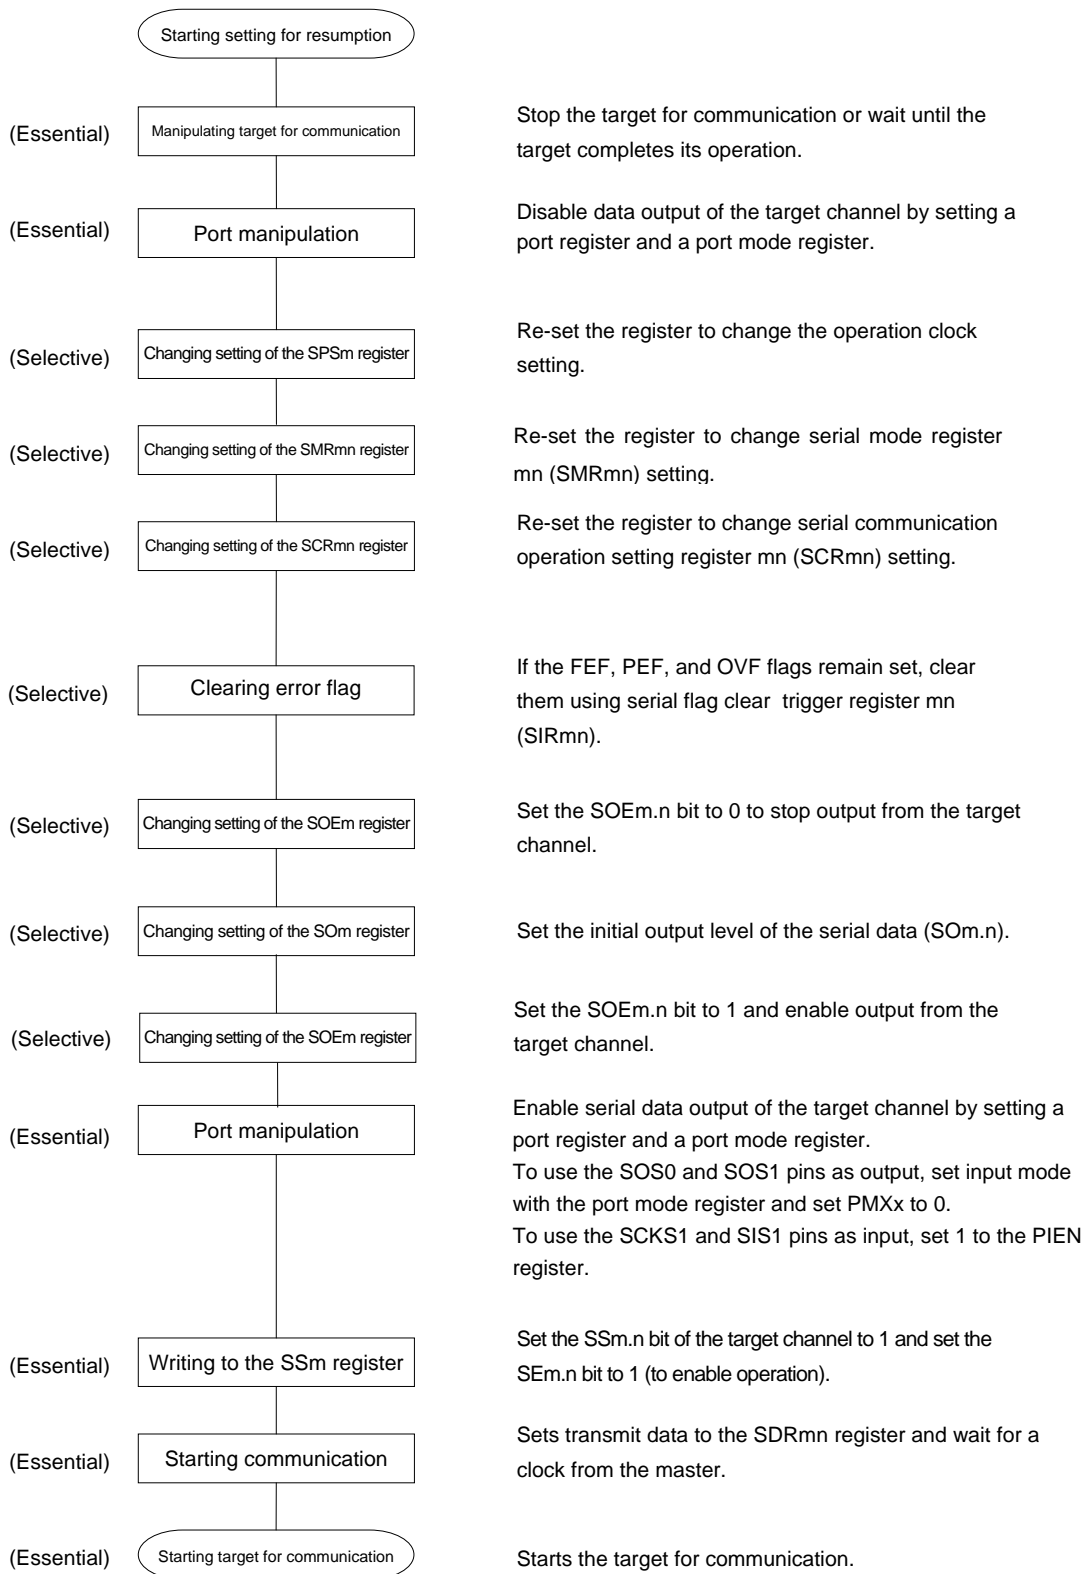 Starting setting for resumption
(Essential)
Manipulating target for communication
Stop the target for communication or wait until the
target completes its operation.
(Essential)
Port manipulation
Disable data output of the target channel by setting a
port register and a port mode register.
(Selective)
Changing setting of the SPSm register
Re-set the register to change the operation clock
setting.
(Selective)
Changing setting of the SMRmn register
Re-set the register to change serial mode register
mn (SMRmn) setting.
(Selective)
Changing setting of the SCRmn register
Re-set the register to change serial communication
operation setting register mn (SCRmn) setting.
(Selective)
Clearing error flag
If the FEF, PEF, and OVF flags remain set, clear
them using serial flag clear trigger register mn
(SIRmn).
(Selective)
Changing setting of the SOEm register
Set the SOEm.n bit to 0 to stop output from the target
channel.
(Selective)
Changing setting of the SOm register
Set the initial output level of the serial data (SOm.n).
(Selective)
Changing setting of the SOEm register
Set the SOEm.n bit to 1 and enable output from the
target channel.
(Essential)
Port manipulation
Enable serial data output of the target channel by setting a
port register and a port mode register.
To use the SOS0 and SOS1 pins as output, set input mode
with the port mode register and set PMXx to 0.
To use the SCKS1 and SIS1 pins as input, set 1 to the PIEN
register.
(Essential)
Writing to the SSm register
Set the SSm.n bit of the target channel to 1 and set the
SEm.n bit to 1 (to enable operation).
(Essential)
Starting communication
Sets transmit data to the SDRmn register and wait for a
clock from the master.
(Essential)
Starting target for communication
Starts the target for communication.